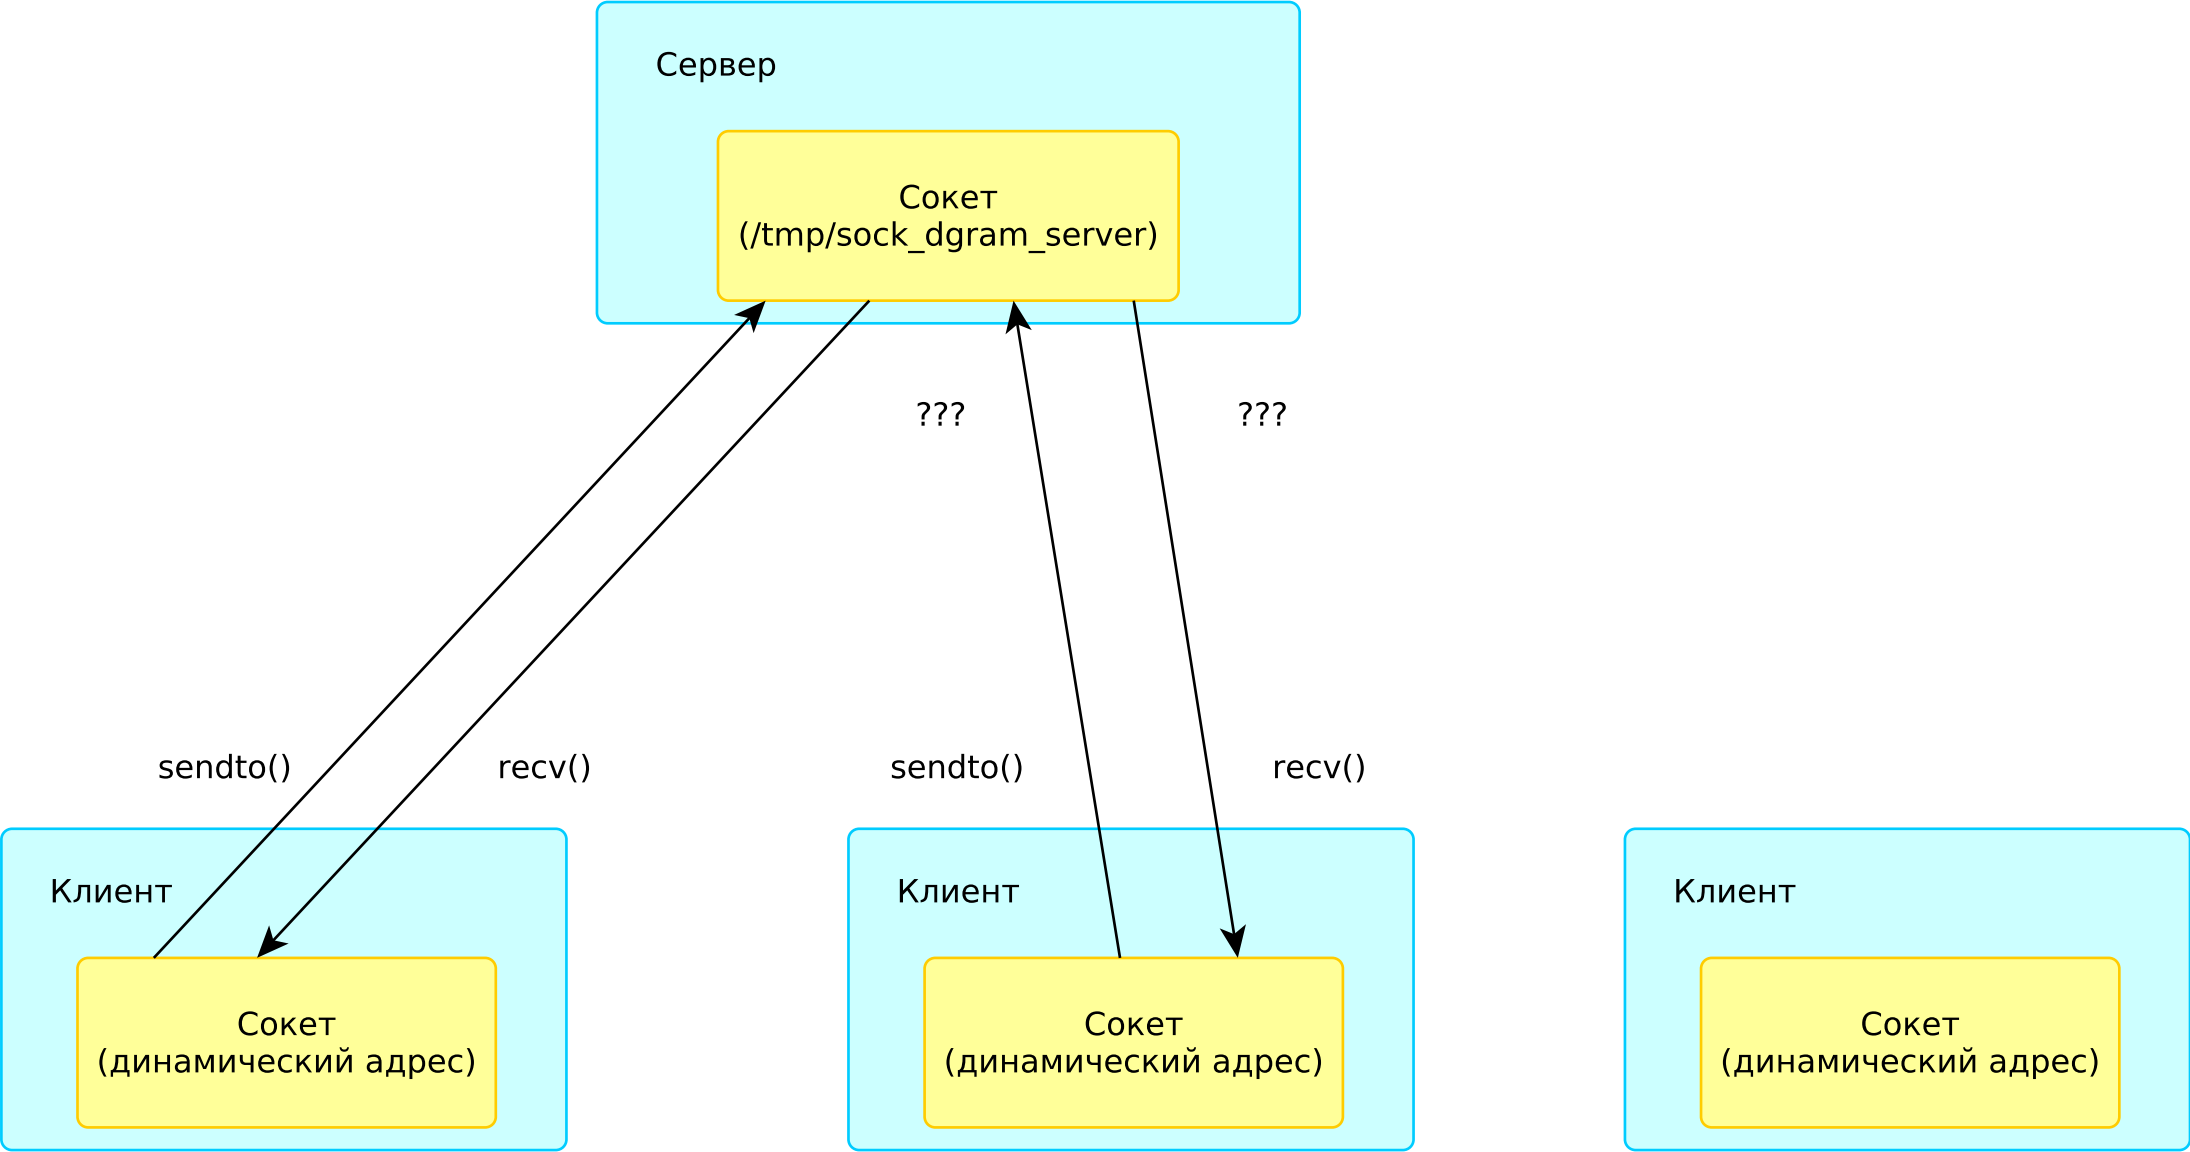 Сервер
Сокет
(/tmp/sock_dgram_server)
???
???
sendto()
recv()
sendto()
recv()
Клиент
Клиент
Клиент
Сокет
(динамический адрес)
Сокет
(динамический адрес)
Сокет
(динамический адрес)